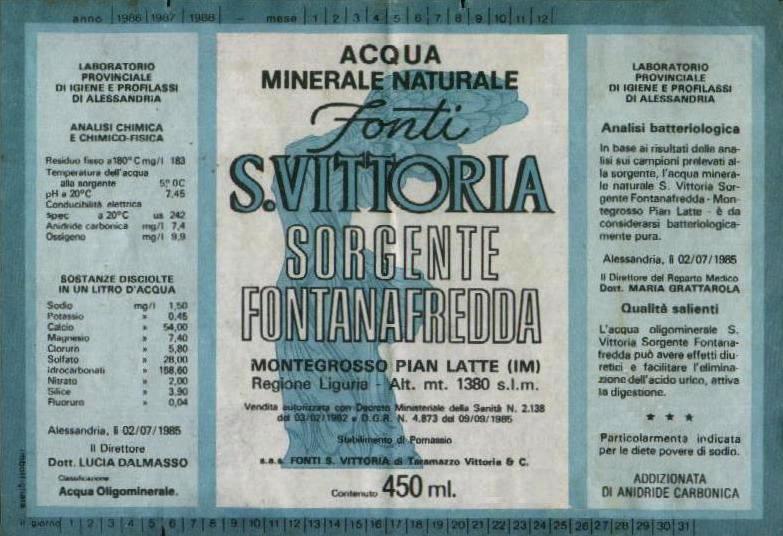 anno 1986 1987 1988 - mese 1 2 3 4 5 6 7 8 9 10 11 12
LABORATORIO
PROVINCIALE
DI IGIENE E PROFILASSI
DI ALESSANDRIA
ANALISI CHIMICA
E CHIMICO-FISICA
Residuo fisso a 180° C mg/l 183
Temperatura dell'acqua
alla sorgente 5° 0C
pH a 20°C 7,45
Conducibilità elettrica
spec a 20°C us 242
Anidride carbonica mg/l 7,4
Ossigeno mg/l 9,9
SOSTANZE DISCIOLTE
IN UN LITRO D'ACQUA
Sodio mg/l 1,50
Potassio » 0,45
Calcio » 54,00
Magnesio » 7,40
Cloruro » 5,80
Solfato » 28,00
Idrocarbonati » 158,60
Nitrato » 2,00
Silice » 3,90
Fluoruro » 0,04
Alessandria, li 02/07/1985
Il Direttore
Dott. LUCIA DALMASSO
Classificazione
Acqua Oligominerale.
ACQUA
MINERALE NATURALE
Fonti
S.VITTORIA
SORGENTE
FONTANAFREDDA
MONTEGROSSO PIAN LATTE (IM)
Regione Liguria - Alt. mt. 1380 s.l.m.
Vendita autorizzata con Decreto Ministeriale della Sanità N. 2.138
del 03/02/1982 e D.G.R. N. 4.873 del 09/09/1985
Stabilimento di Pornassio
s.a.s. FONTI S. VITTORIA di Taramazzo Vittoria & C.
Contenuto 450 ml.
LABORATORIO
PROVINCIALE
DI IGIENE E PROFILASSI
DI ALESSANDRIA
Analisi batteriologica
In base ai risultati delle ana-
lisi sui campioni prelevati al-
la sorgente, l'acqua minera-
le naturale S. Vittoria Sor-
gente Fontanafredda - Mon-
tegrosso Pian Latte - è da
considerarsi batteriologica-
mente pura.
Alessandria, li 02/07/1985
Il Direttore del Reparto Medico
Dott. MARIA GRATTAROLA
Qualità salienti
L'acqua oligominerale S.
Vittoria Sorgente Fontana-
fredda può avere effetti diu-
retici e facilitare l'elimina-
zione dell'acido urico, attiva
la digestione.
★ ★ ★
Particolarmente indicata
per le diete povere di sodio.
ADDIZIONATA
DI ANIDRIDE CARBONICA
il giorno 1 2 3 4 5 6 7 8 9 10 11 12 13 14 15 16 17 18 19 20 21 22 23 24 25 26 27 28 29 30 31